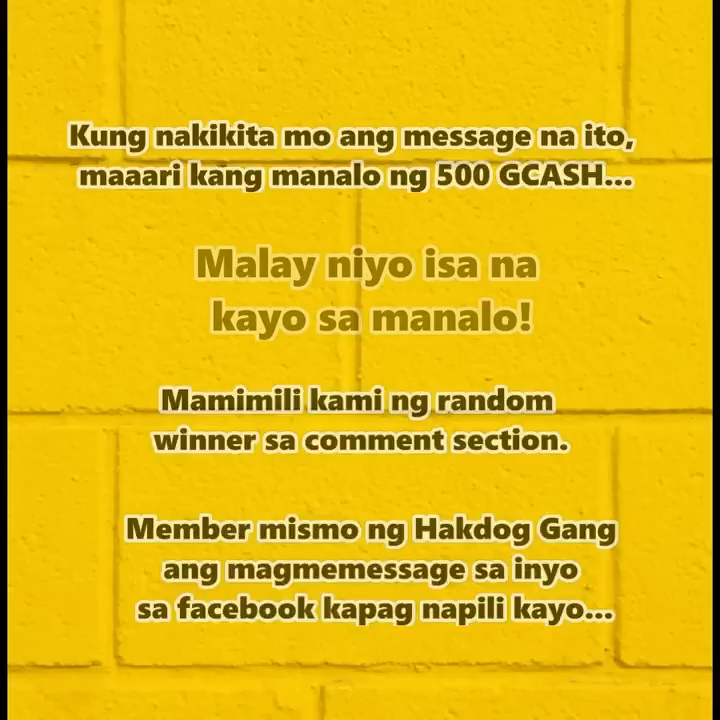 Kung nakikita mo ang message na ito,
maaari kang manalo ng 500 GCASH...
Malay niyo isa na
kayo sa manalo!
Mamimili kami ng random
winner sa comment section.
Member mismo ng Hakdog Gang
ang magmemessage sa inyo
sa facebook kapag napili kayo...